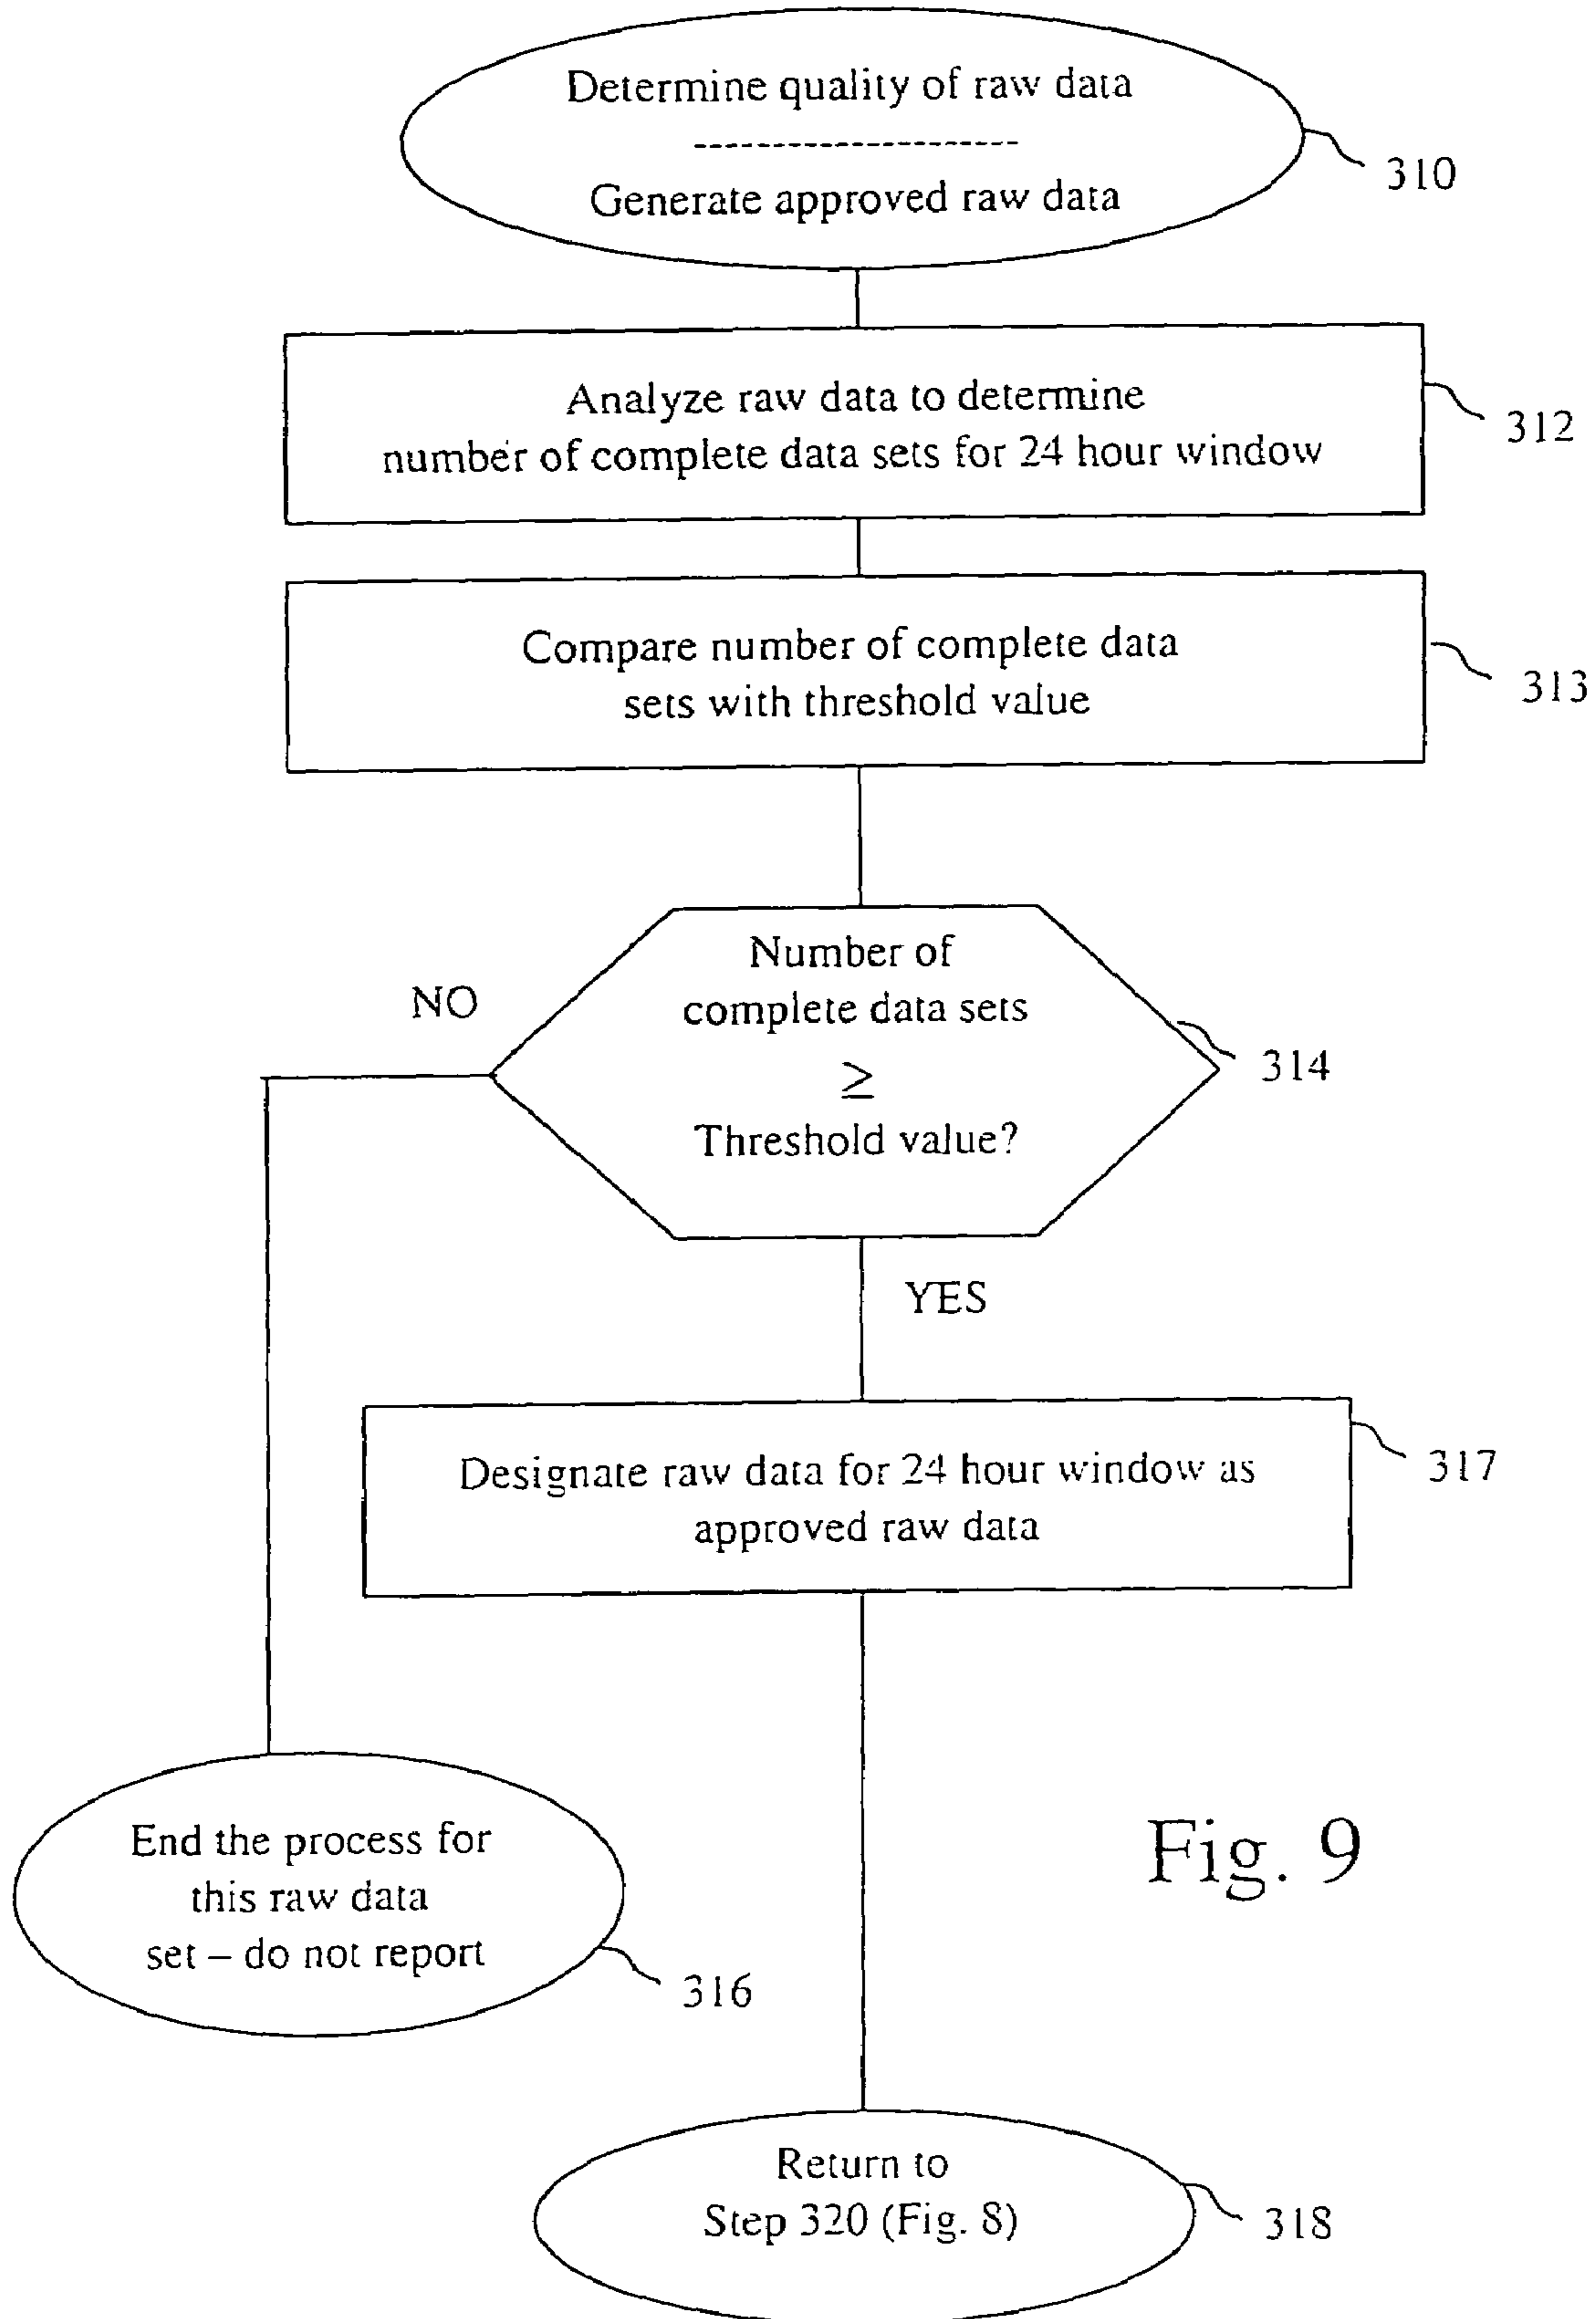 Determine quality of raw data
--------------------
Generate approved raw data
310
Analyze raw data to determine
number of complete data sets for 24 hour window
312
Compare number of complete data
sets with threshold value
313
Number of
complete data sets
≥
Threshold value?
314
NO
YES
Designate raw data for 24 hour window as
approved raw data
317
End the process for
this raw data
set – do not report
316
Fig. 9
Return to
Step 320 (Fig. 8)
318